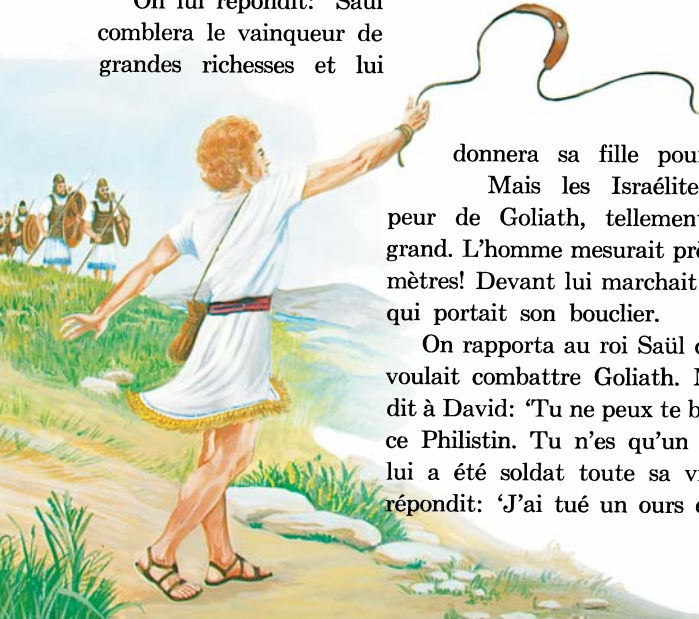 On lui répondit: 'Saül
comblera le vainqueur de
grandes richesses et lui
donnera sa fille
Mais les
peur de Goliath,
grand. L'homme mesurait
mètres! Devant lui marchait
qui portait son bouclier.
On rapporta au roi Saül
voulait combattre Goliath.
dit à David: 'Tu ne peux te
ce Philistin. Tu n'es qu'un
lui a été soldat toute sa
répondit: 'J'ai tué un ours